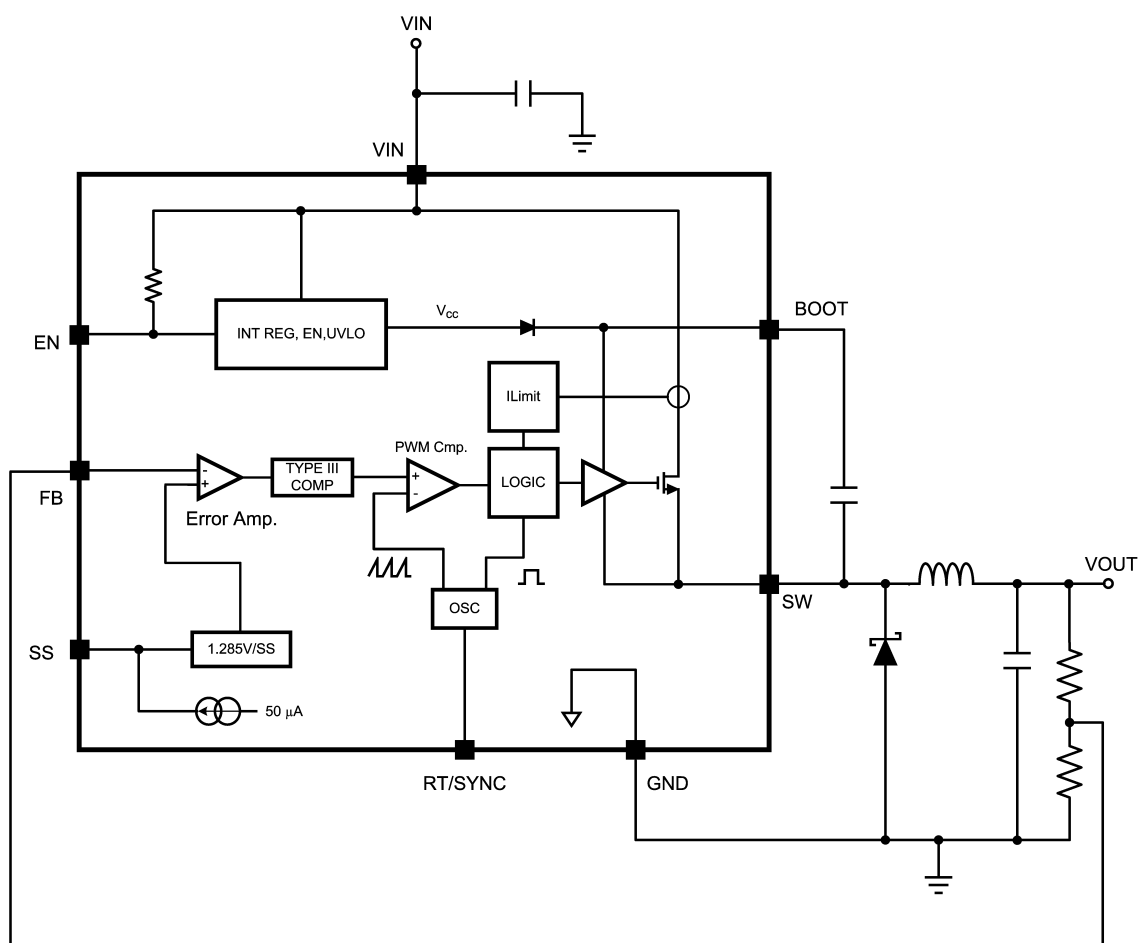 VIN
VIN
BOOT
V_CC
EN
INT REG, EN,UVLO
ILimit
PWM Cmp.
-
+
TYPE III
COMP
+
-
LOGIC
FB
Error Amp.
VOUT
OSC
SW
SS
1.285V/SS
50 µA
RT/SYNC
GND